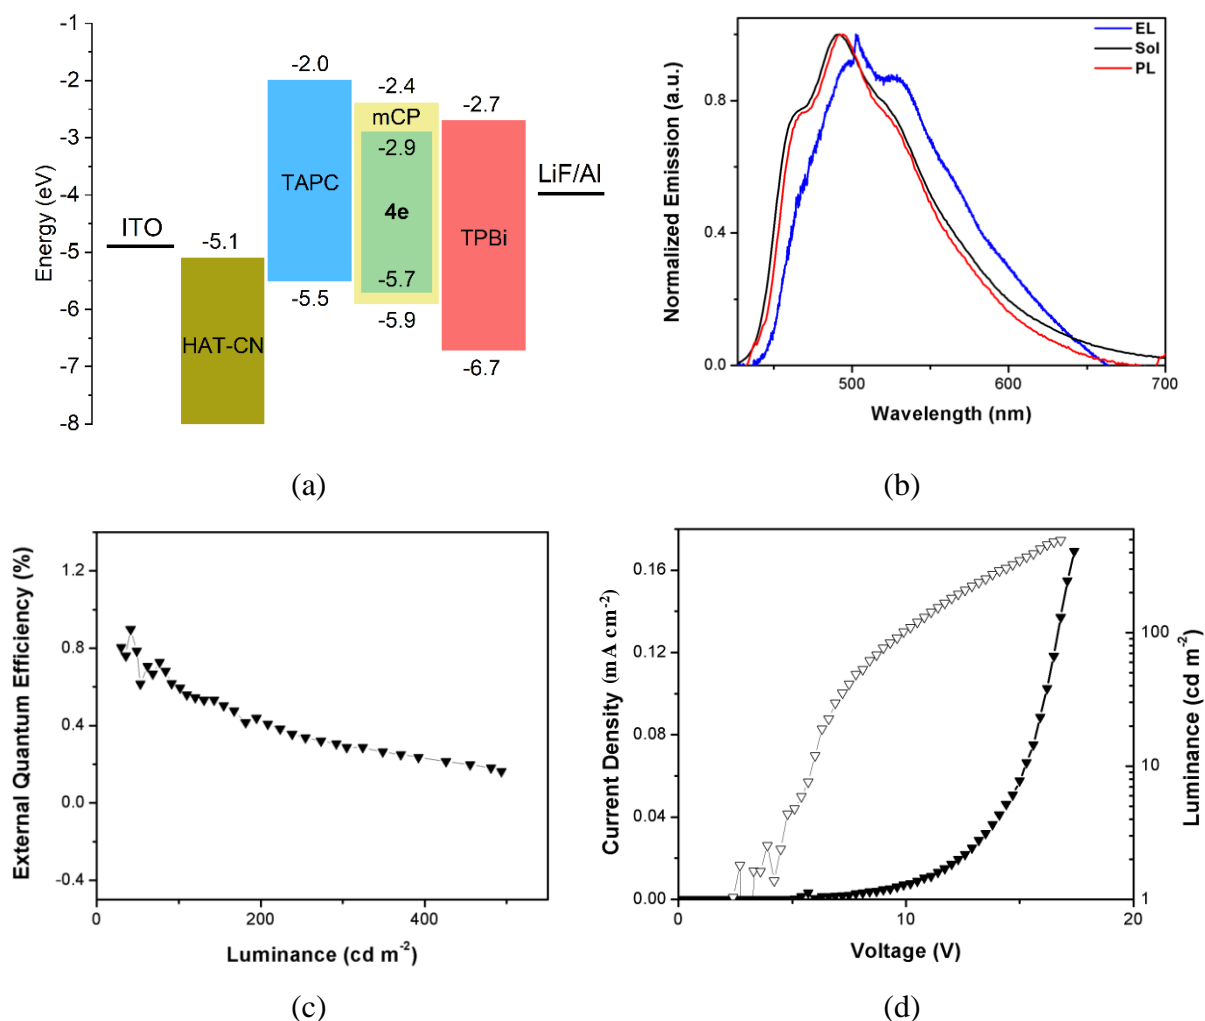 -1
-2
-3
-4
-5
-6
-7
-8
Energy (eV)
ITO
-5.1
HAT-CN
-2.0
TAPC
-5.5
-2.4
mCP
-2.9
4e
-5.7
-5.9
-2.7
TPBi
-6.7
LiF/Al
(a)
EL
Sol
PL
0.8
0.4
0.0
500
600
700
Normalized Emission (a.u.)
Wavelength (nm)
(b)
1.2
0.8
0.4
0.0
-0.4
0
200
400
External Quantum Efficiency (%)
Luminance (cd m⁻²)
(c)
0.16
0.12
0.08
0.04
0.00
0
10
20
100
10
1
Current Density (mA cm⁻²)
Luminance (cd m⁻²)
Voltage (V)
(d)